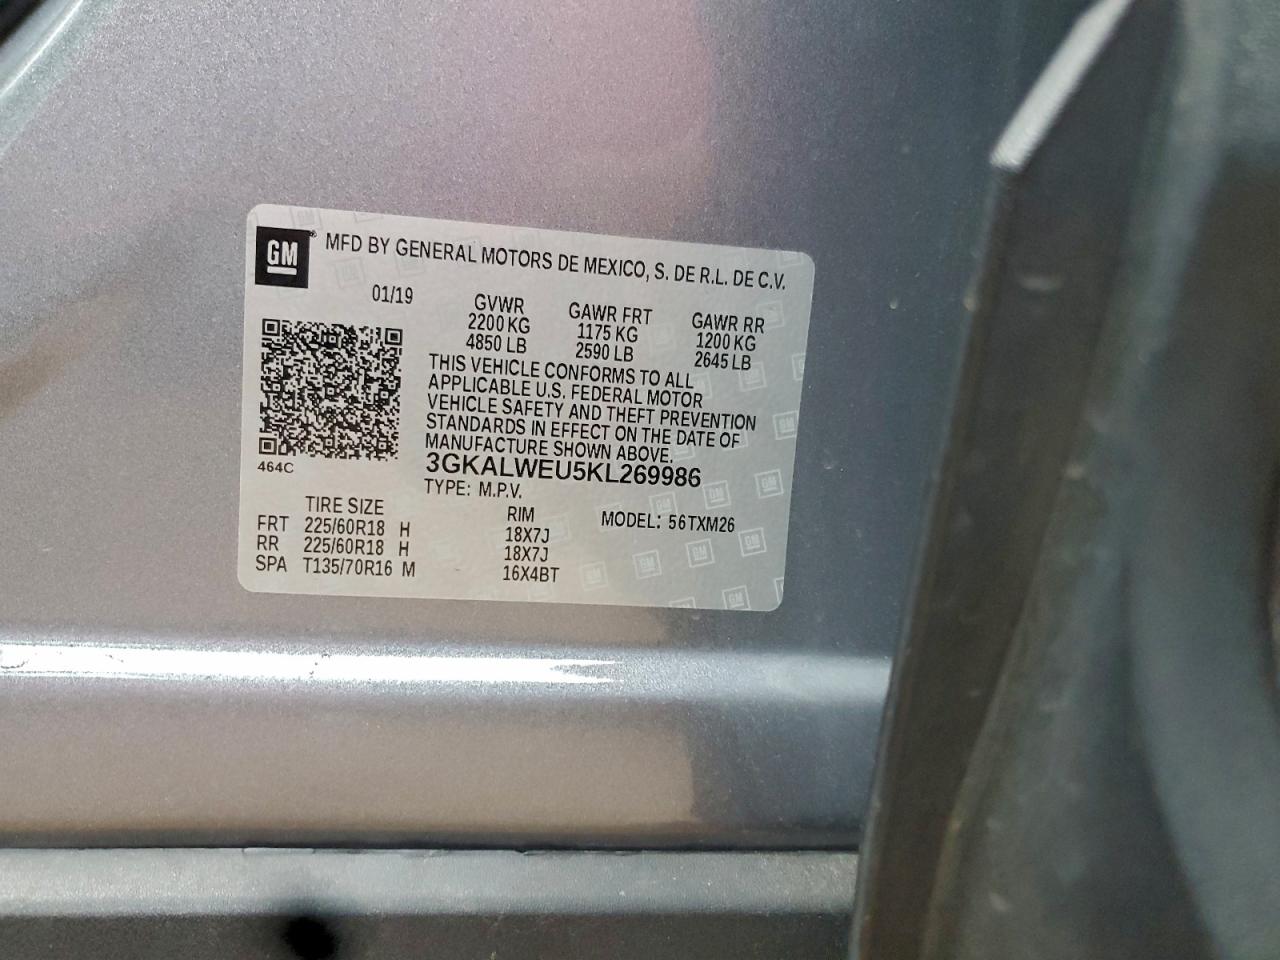 GM ® MFD BY GENERAL MOTORS DE MEXICO, S. DE R.L. DE C.V.
01/19 GVWR GAWR FRT GAWR RR
2200 KG 1175 KG 1200 KG
4850 LB 2590 LB 2645 LB
THIS VEHICLE CONFORMS TO ALL
APPLICABLE U.S. FEDERAL MOTOR
VEHICLE SAFETY AND THEFT PREVENTION
STANDARDS IN EFFECT ON THE DATE OF
MANUFACTURE SHOWN ABOVE.
464C 3GKALWEU5KL269986
TYPE: M.P.V.
TIRE SIZE RIM MODEL: 56TXM26
FRT 225/60R18 H 18X7J
RR 225/60R18 H 18X7J
SPA T135/70R16 M 16X4BT